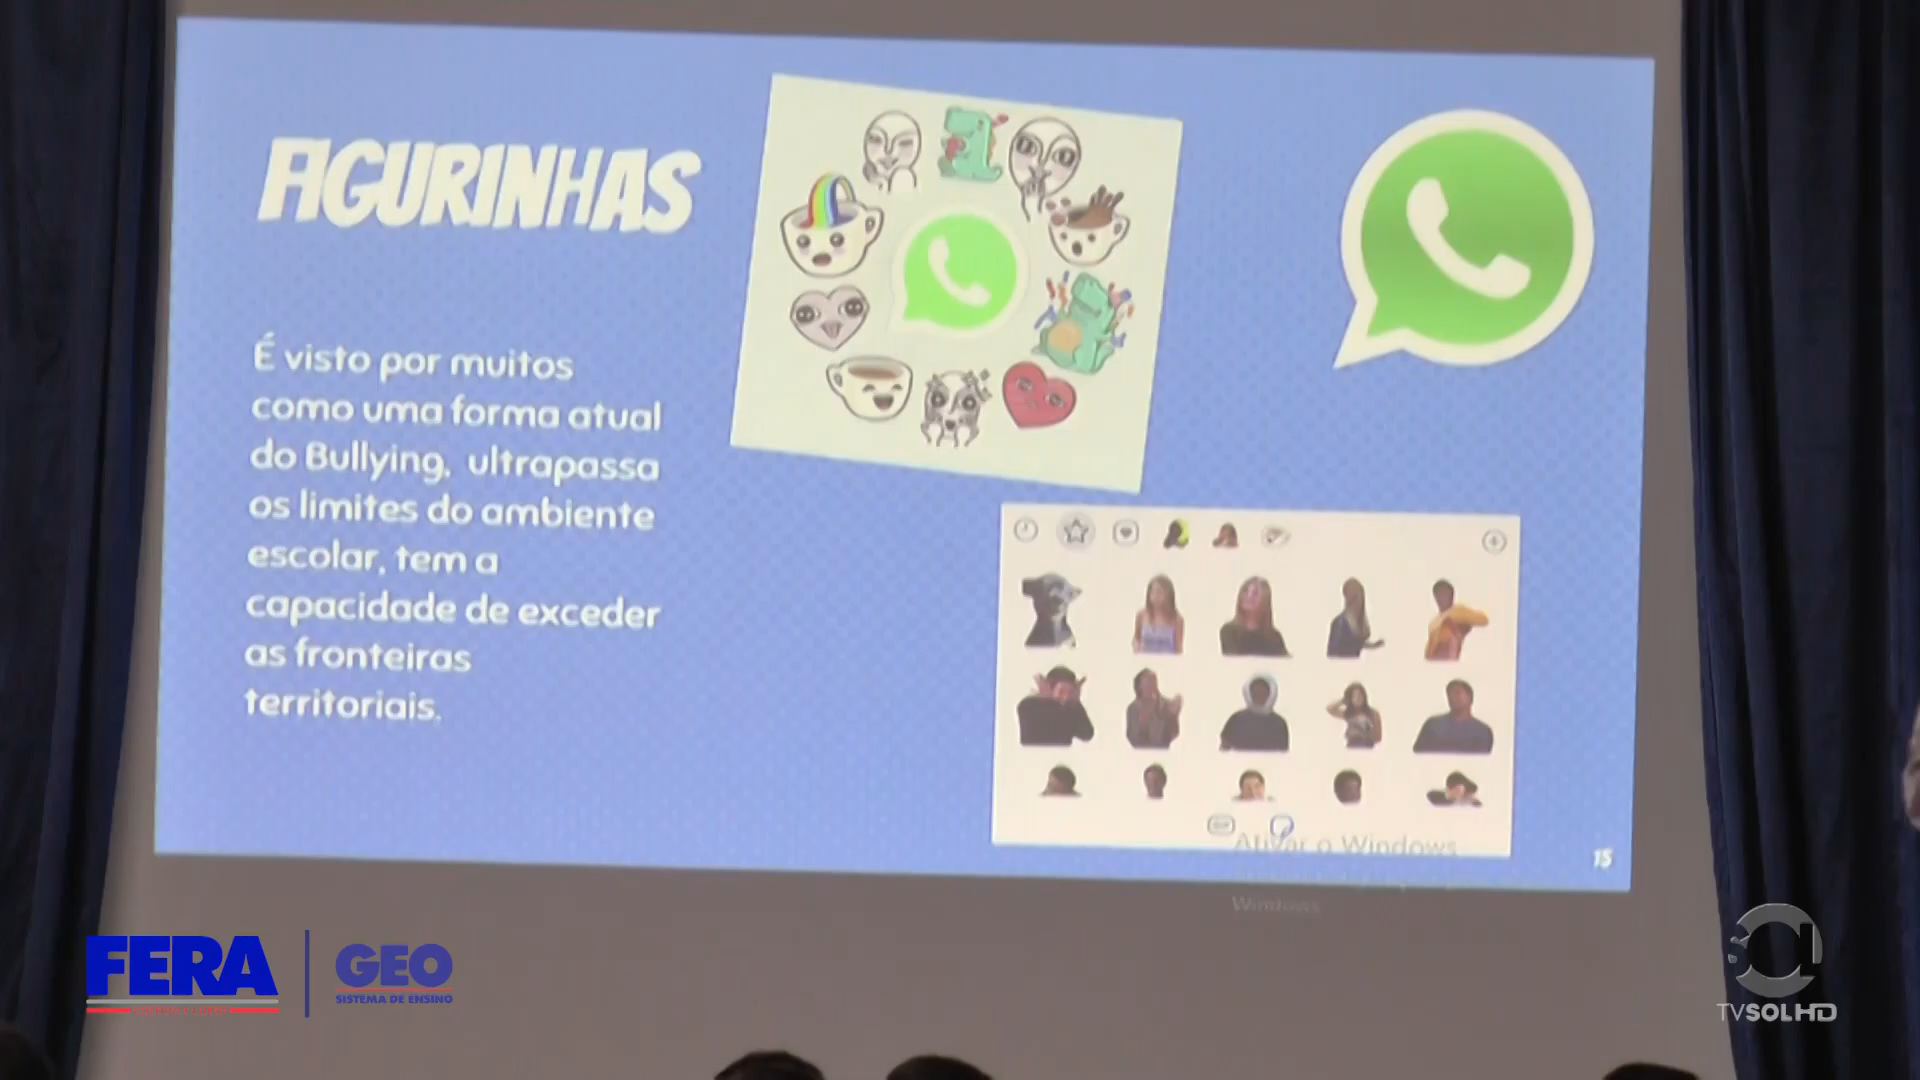 FIGURINHAS
É visto por muitos
como uma forma atual
do Bullying, ultrapassa
os limites do ambiente
escolar, tem a
capacidade de exceder
as fronteiras
territoriais.
Ativar o Windows
Windows
15
FERA
GEO
SISTEMA DE ENSINO
TVSOLHD